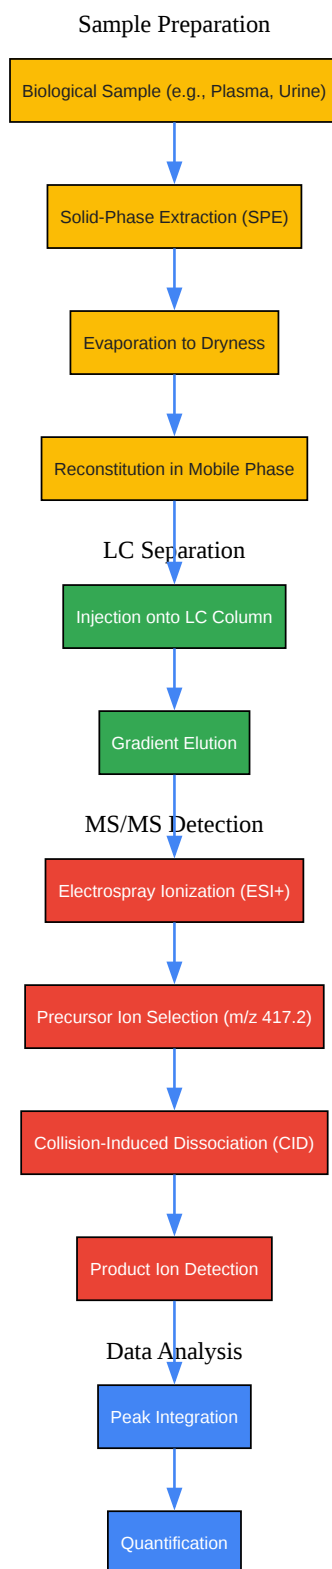 Sample Preparation
Biological Sample (e.g., Plasma, Urine)
Solid-Phase Extraction (SPE)
Evaporation to Dryness
Reconstitution in Mobile Phase
LC Separation
Injection onto LC Column
Gradient Elution
MS/MS Detection
Electrospray Ionization (ESI+)
Precursor Ion Selection (m/z 417.2)
Collision-Induced Dissociation (CID)
Product Ion Detection
Data Analysis
Peak Integration
Quantification